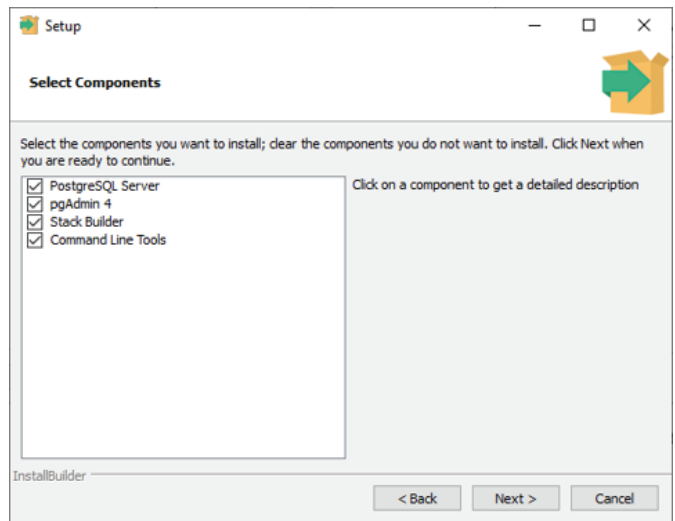 Setup
Select Components
Select the components you want to install; clear the components you do not want to install. Click Next when
you are ready to continue.
PostgreSQL Server
pgAdmin 4
Stack Builder
Command Line Tools
Click on a component to get a detailed description
InstallBuilder
< Back
Next >
Cancel